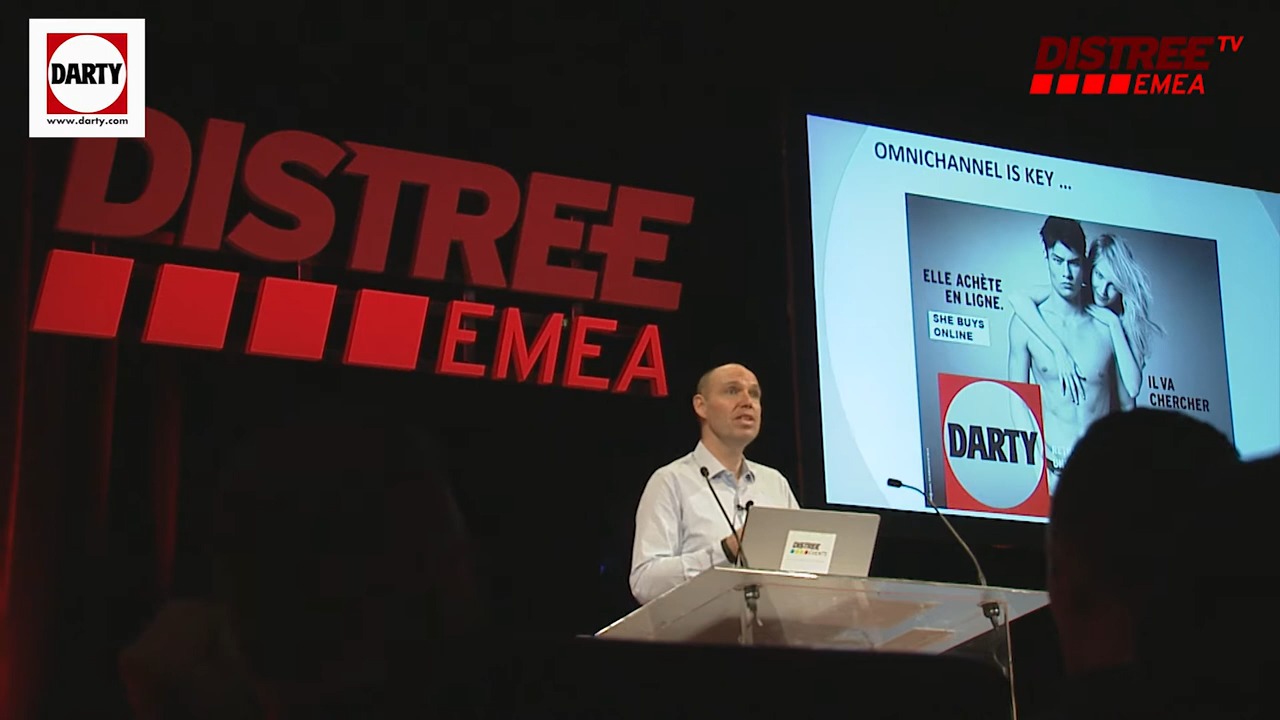 DARTY
www.darty.com
DISTREE TV
EMEA
DISTREE
EMEA
OMNICHANNEL IS KEY ...
ELLE ACHÈTE
EN LIGNE.
SHE BUYS
ONLINE
IL VA
CHERCHER
DARTY
DISTREE
EVENTS